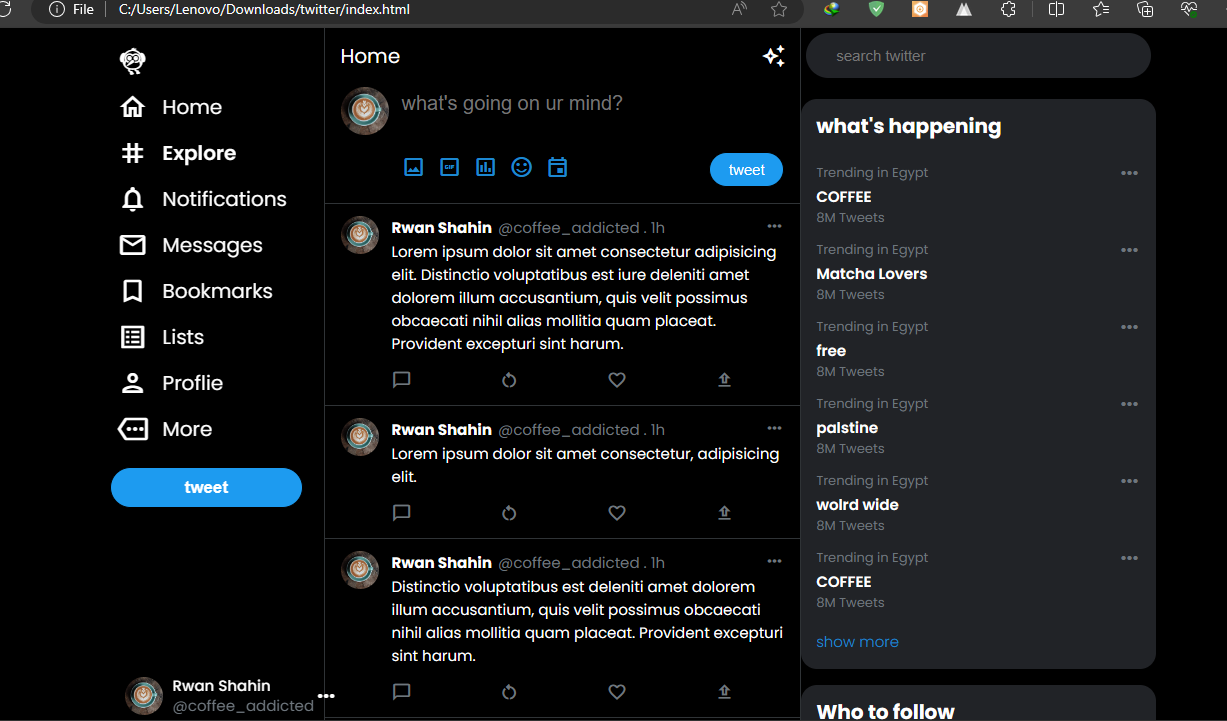 File
C:/Users/Lenovo/Downloads/twitter/index.html
Home
Explore
Notifications
Messages
Bookmarks
Lists
Proflie
More
tweet
Rwan Shahin
@coffee_addicted
Home
what's going on ur mind?
GIF
tweet
Rwan Shahin @coffee_addicted . 1h
Lorem ipsum dolor sit amet consectetur adipisicing
elit. Distinctio voluptatibus est iure deleniti amet
dolorem illum accusantium, quis velit possimus
obcaecati nihil alias mollitia quam placeat.
Provident excepturi sint harum.
Rwan Shahin @coffee_addicted . 1h
Lorem ipsum dolor sit amet consectetur, adipisicing
elit.
Rwan Shahin @coffee_addicted . 1h
Distinctio voluptatibus est deleniti amet dolorem
illum accusantium, quis velit possimus obcaecati
nihil alias mollitia quam placeat. Provident excepturi
sint harum.
search twitter
what's happening
Trending in Egypt
COFFEE
8M Tweets
Trending in Egypt
Matcha Lovers
8M Tweets
Trending in Egypt
free
8M Tweets
Trending in Egypt
palstine
8M Tweets
Trending in Egypt
wolrd wide
8M Tweets
Trending in Egypt
COFFEE
8M Tweets
show more
Who to follow